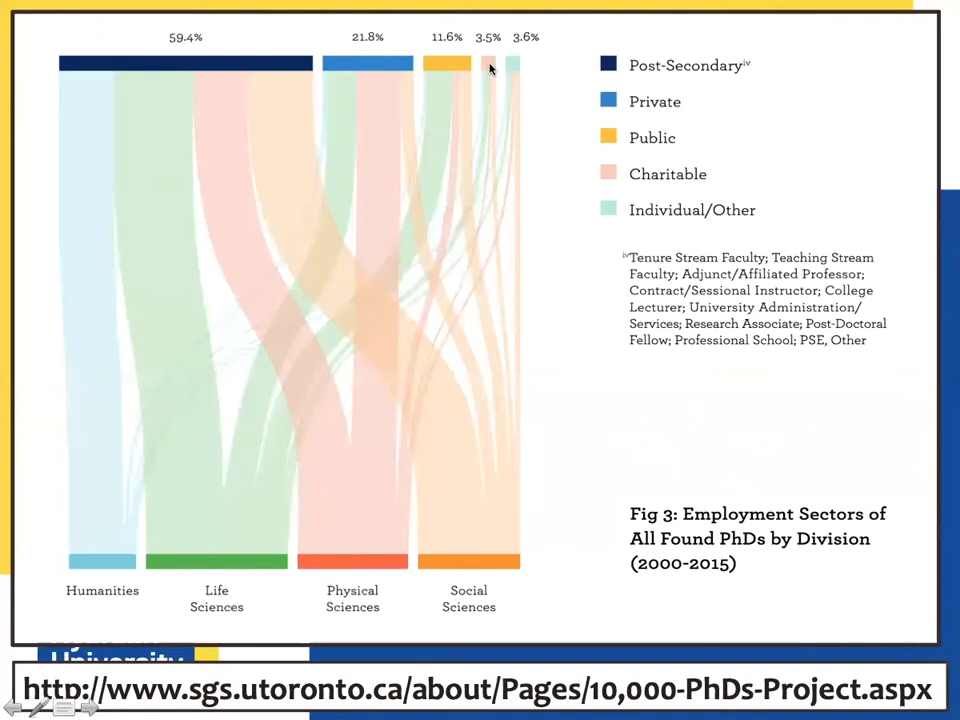 59.4% 21.8% 11.6% 3.5% 3.6%
Post-Secondaryiv
Private
Public
Charitable
Individual/Other
ivTenure Stream Faculty; Teaching Stream
Faculty; Adjunct/Affiliated Professor;
Contract/Sessional Instructor; College
Lecturer; University Administration/
Services; Research Associate; Post-Doctoral
Fellow; Professional School; PSE, Other
Fig 3: Employment Sectors of
All Found PhDs by Division
(2000-2015)
Humanities Life Physical Social
Sciences Sciences Sciences
University
http://www.sgs.utoronto.ca/about/Pages/10,000-PhDs-Project.aspx